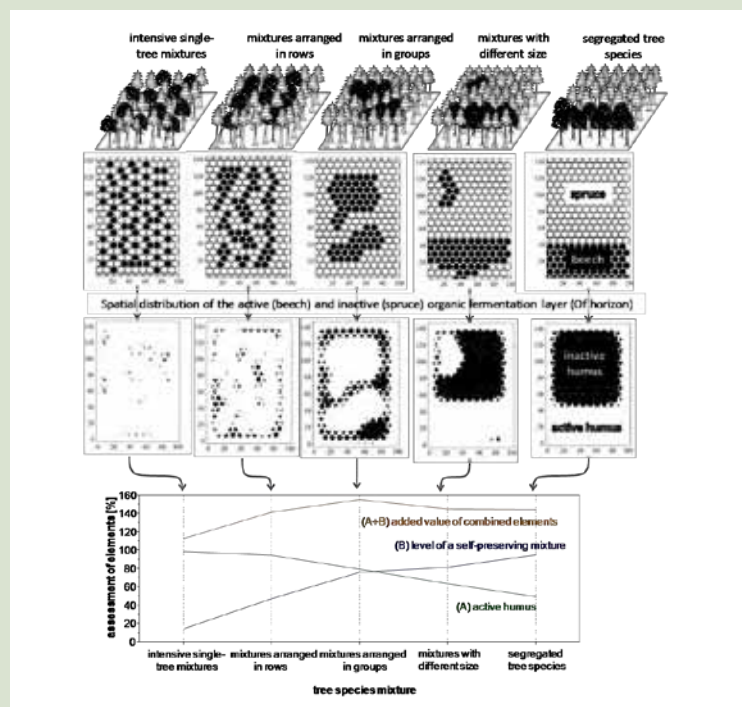 intensive single-
tree mixtures
mixtures arranged
in rows
mixtures arranged
in groups
mixtures with
different size
segregated tree
species
spruce
beech
Spatial distribution of the active (beech) and inactive (spruce) organic fermentation layer (Of horizon)
inactive
humus
active humus
assessment of elements [%]
160
140
120
100
80
60
40
20
0
(A+B) added value of combined elements
(B) level of a self-preserving mixture
(A) active humus
intensive single-
tree mixtures
mixtures arranged
in rows
mixtures arranged
in groups
mixtures with
different size
segregated
tree species
tree species mixture